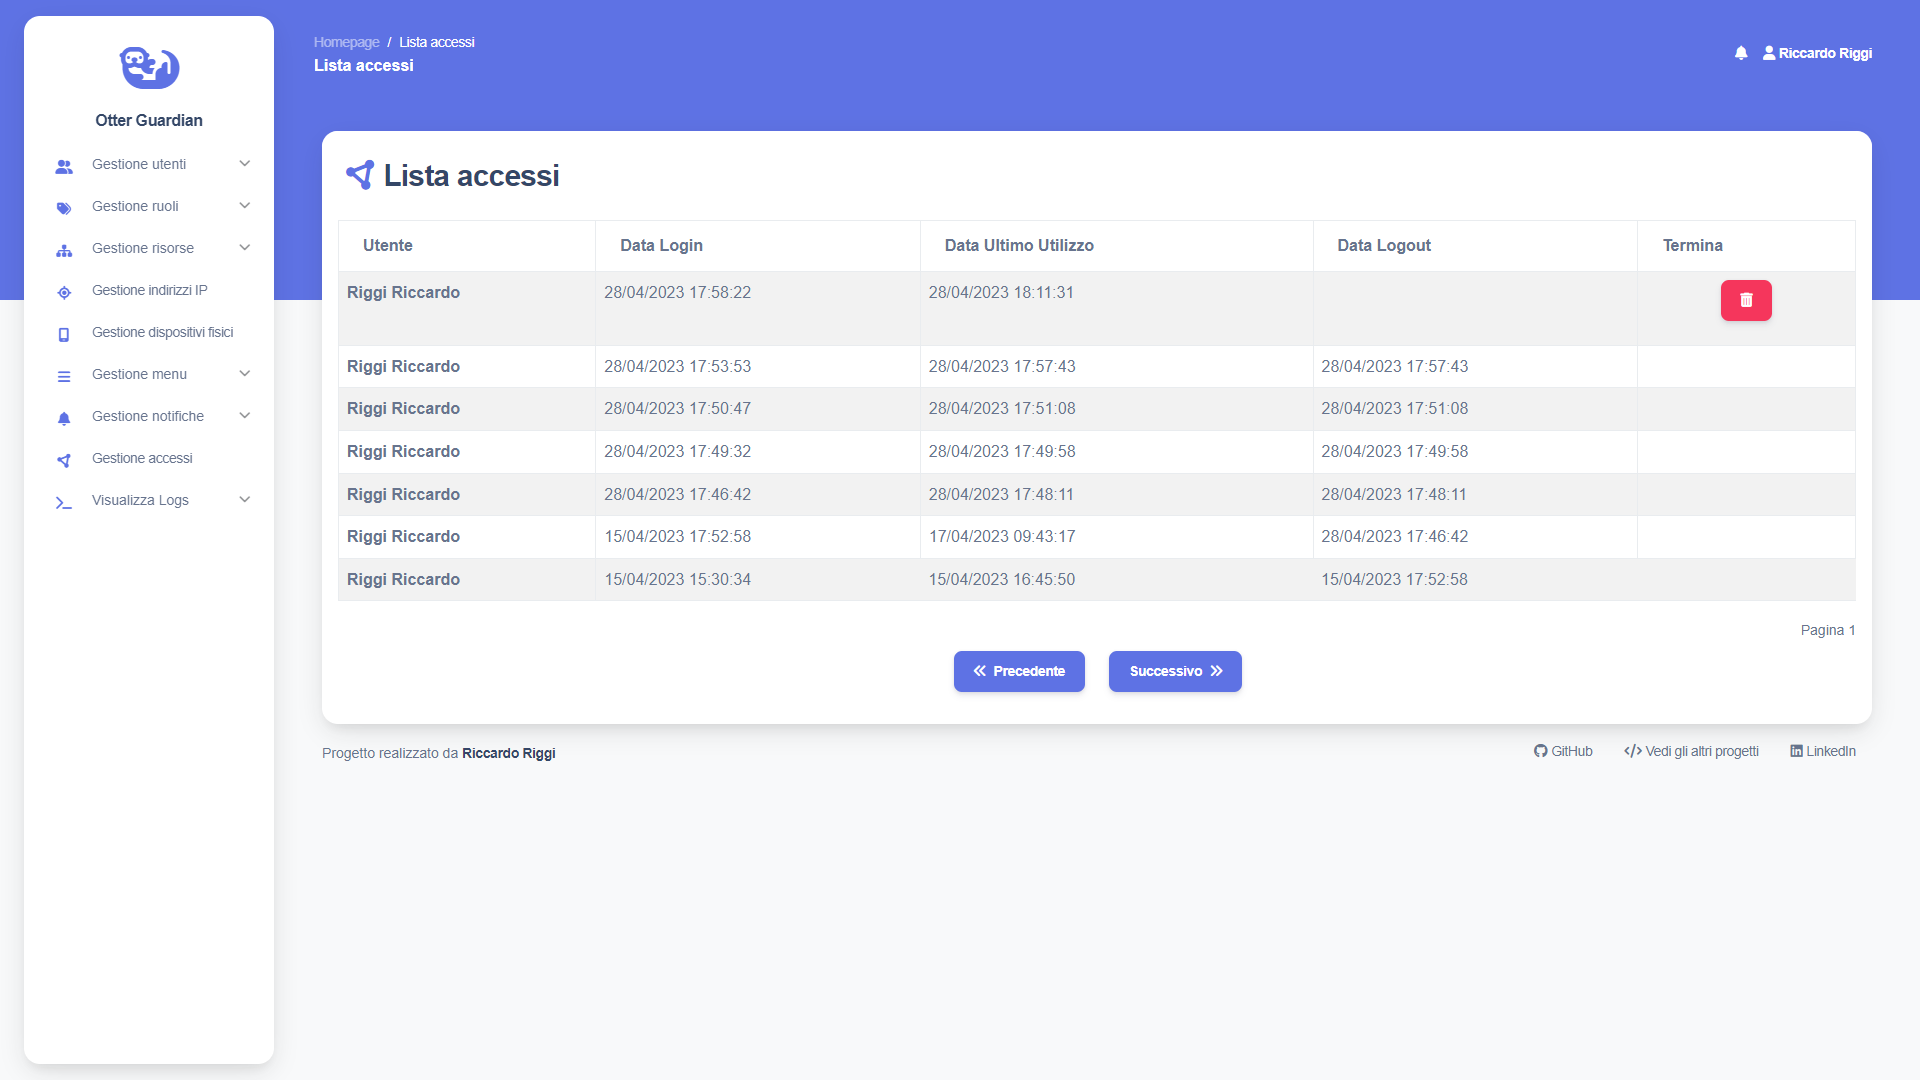 Otter Guardian
Gestione utenti
Gestione ruoli
Gestione risorse
Gestione indirizzi IP
Gestione dispositivi fisici
Gestione menu
Gestione notifiche
Gestione accessi
Visualizza Logs
Homepage / Lista accessi
Lista accessi
Riccardo Riggi
Lista accessi
Utente Data Login Data Ultimo Utilizzo Data Logout Termina
Riggi Riccardo 28/04/2023 17:58:22 28/04/2023 18:11:31
Riggi Riccardo 28/04/2023 17:53:53 28/04/2023 17:57:43 28/04/2023 17:57:43
Riggi Riccardo 28/04/2023 17:50:47 28/04/2023 17:51:08 28/04/2023 17:51:08
Riggi Riccardo 28/04/2023 17:49:32 28/04/2023 17:49:58 28/04/2023 17:49:58
Riggi Riccardo 28/04/2023 17:46:42 28/04/2023 17:48:11 28/04/2023 17:48:11
Riggi Riccardo 15/04/2023 17:52:58 17/04/2023 09:43:17 28/04/2023 17:46:42
Riggi Riccardo 15/04/2023 15:30:34 15/04/2023 16:45:50 15/04/2023 17:52:58
Pagina 1
Precedente Successivo
Progetto realizzato da Riccardo Riggi
GitHub Vedi gli altri progetti LinkedIn